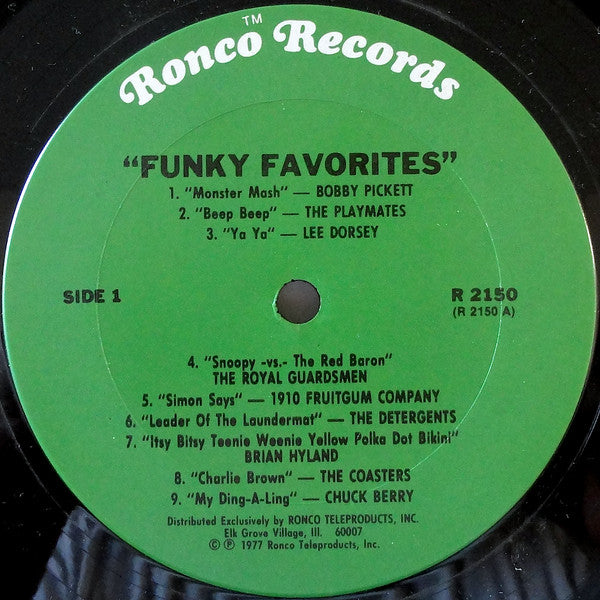 TM
Ronco Records
"FUNKY FAVORITES"
1. "Monster Mash" — BOBBY PICKETT
2. "Beep Beep" — THE PLAYMATES
3. "Ya Ya" — LEE DORSEY
SIDE 1
R 2150
(R 2150 A)
4. "Snoopy -vs.- The Red Baron"
THE ROYAL GUARDSMEN
5. "Simon Says" — 1910 FRUITGUM COMPANY
6. "Leader Of The Laundermat" — THE DETERGENTS
7. "Itsy Bitsy Teenie Weenie Yellow Polka Dot Bikini"
BRIAN HYLAND
8. "Charlie Brown" — THE COASTERS
9. "My Ding-A-Ling" — CHUCK BERRY
Distributed Exclusively by RONCO TELEPRODUCTS, INC.
Elk Grove Village, Ill. 60007
© ℗ 1977 Ronco Teleproducts, Inc.